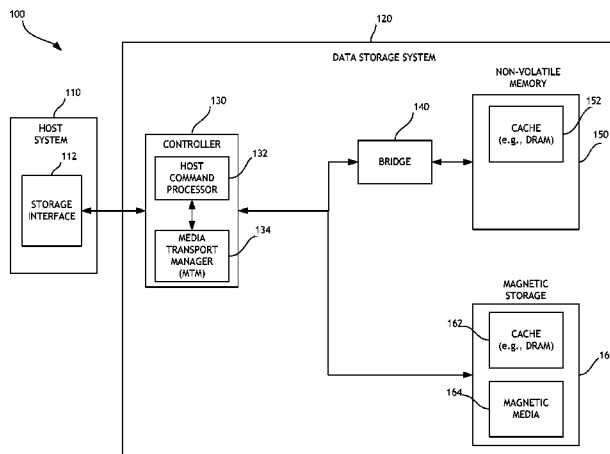 100
120
DATA STORAGE SYSTEM
110
HOST
SYSTEM
112
STORAGE
INTERFACE
130
CONTROLLER
HOST
COMMAND
PROCESSOR
132
MEDIA
TRANSPORT
MANAGER
(MTM)
134
140
BRIDGE
NON-VOLATILE
MEMORY
CACHE
(e.g., DRAM)
152
150
MAGNETIC
STORAGE
162
CACHE
(e.g., DRAM)
164
MAGNETIC
MEDIA